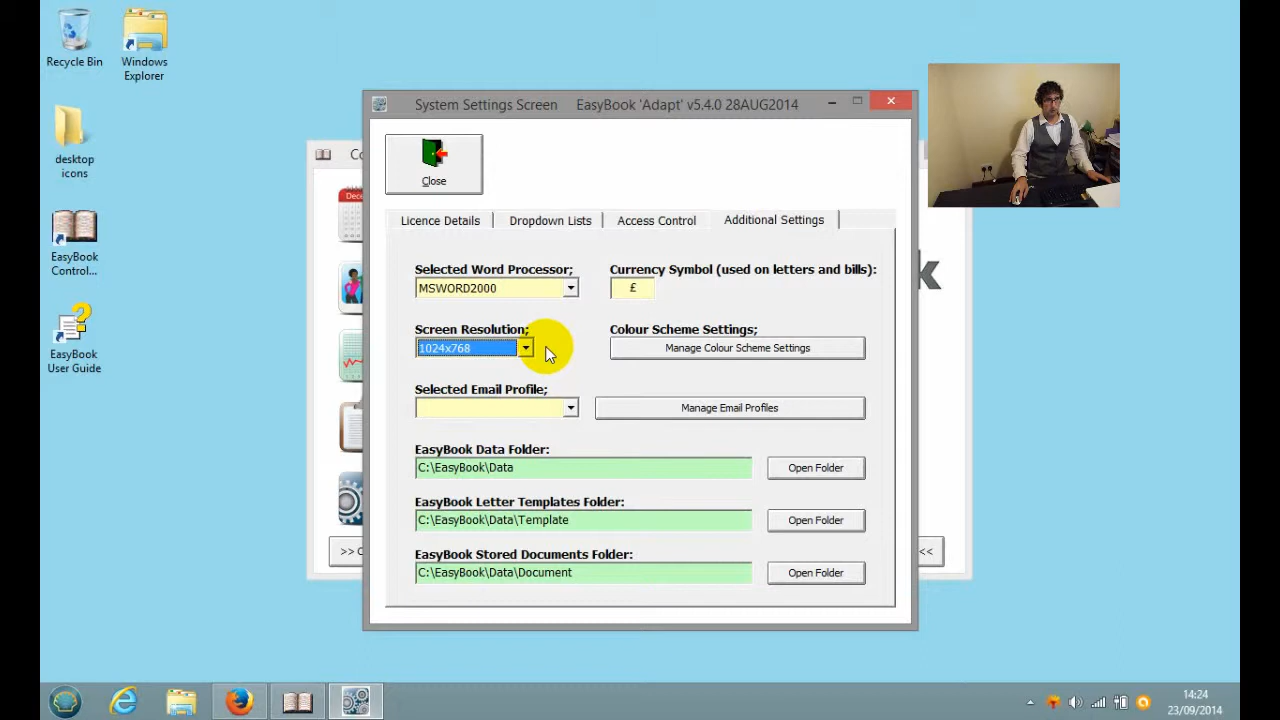 Recycle Bin
Windows
Explorer
desktop
icons
EasyBook
Control...
EasyBook
User Guide
System Settings Screen EasyBook 'Adapt' v5.4.0 28AUG2014
Close
Licence Details
Dropdown Lists
Access Control
Additional Settings
Selected Word Processor;
MSWORD2000
Currency Symbol (used on letters and bills):
£
Screen Resolution;
1024x768
Colour Scheme Settings;
Manage Colour Scheme Settings
Selected Email Profile;
Manage Email Profiles
EasyBook Data Folder:
C:\EasyBook\Data
Open Folder
EasyBook Letter Templates Folder:
C:\EasyBook\Data\Template
Open Folder
EasyBook Stored Documents Folder:
C:\EasyBook\Data\Document
Open Folder
Co
Dece
k
>> C
<<
14:24
23/09/2014